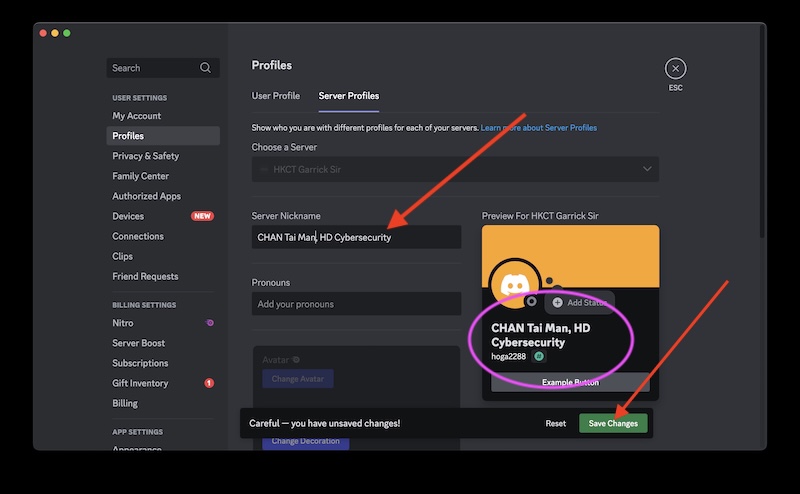 Search
USER SETTINGS
My Account
Profiles
Privacy & Safety
Family Center
Authorized Apps
Devices NEW
Connections
Clips
Friend Requests
BILLING SETTINGS
Nitro
Server Boost
Subscriptions
Gift Inventory 1
Billing
APP SETTINGS
Appearance
Profiles
ESC
User Profile Server Profiles
Show who you are with different profiles for each of your servers. Learn more about Server Profiles
Choose a Server
HKCT Garrick Sir
Server Nickname
CHAN Tai Man, HD Cybersecurity
Pronouns
Add your pronouns
Avatar
Change Avatar
Change Decoration
Preview For HKCT Garrick Sir
Add Status
CHAN Tai Man, HD
Cybersecurity
hoga2288 #
Example Button
Careful — you have unsaved changes! Reset Save Changes